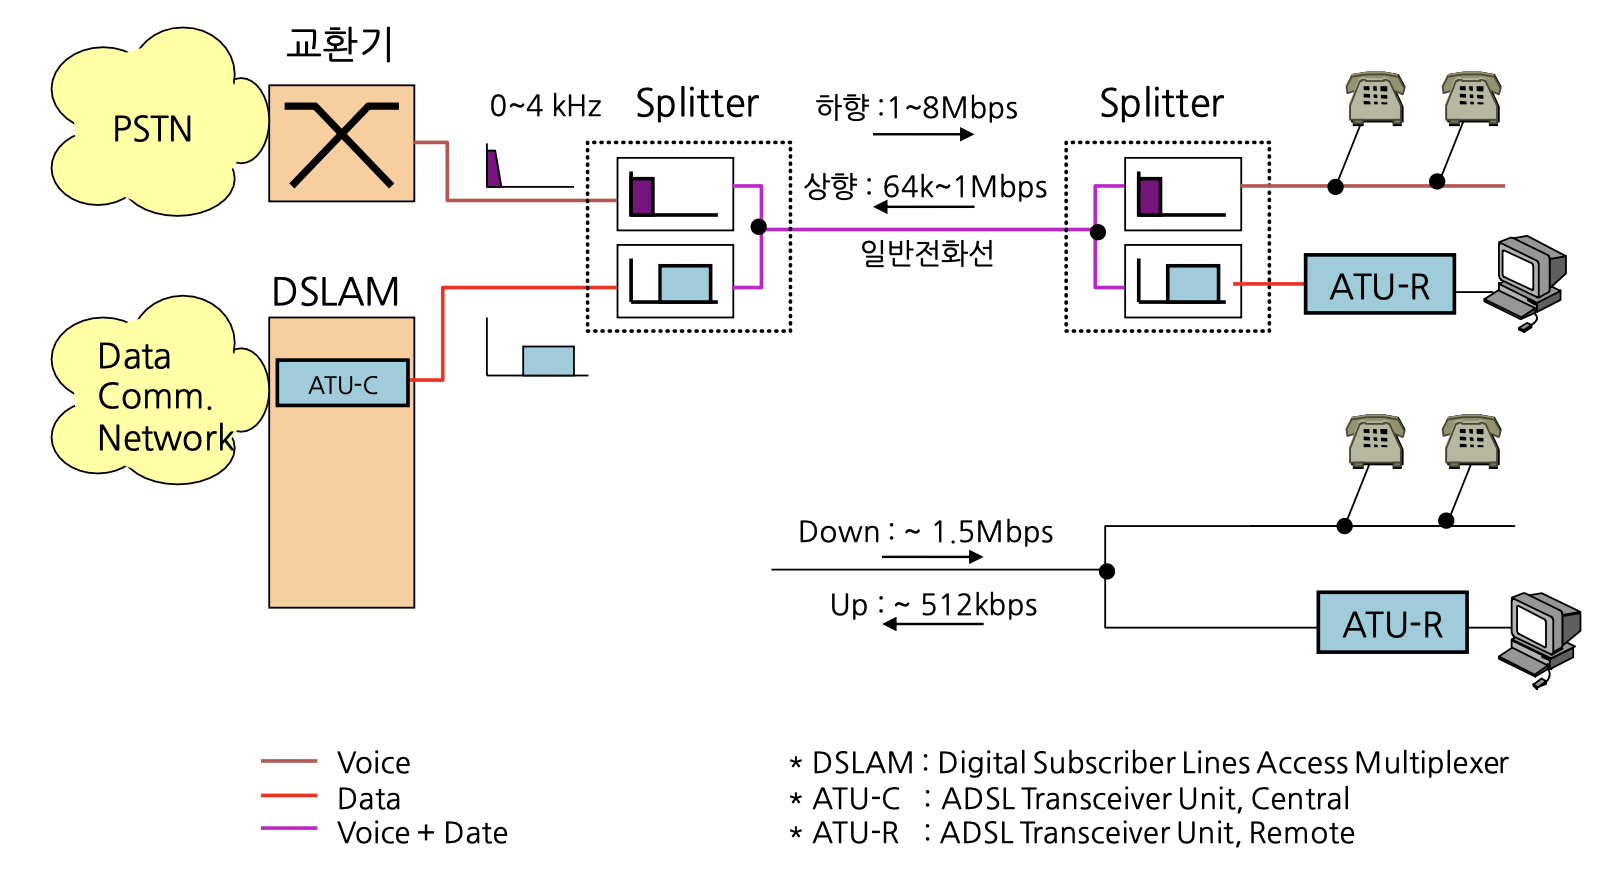 교환기
PSTN
0~4 kHz
Splitter
하향 :1~8Mbps
Splitter
상향 : 64k~1Mbps
일반전화선
DSLAM
ATU-R
Data
Comm.
Network
ATU-C
Down : ~ 1.5Mbps
Up : ~ 512kbps
ATU-R
Voice
Data
Voice + Date
* DSLAM : Digital Subscriber Lines Access Multiplexer
* ATU-C : ADSL Transceiver Unit, Central
* ATU-R : ADSL Transceiver Unit, Remote